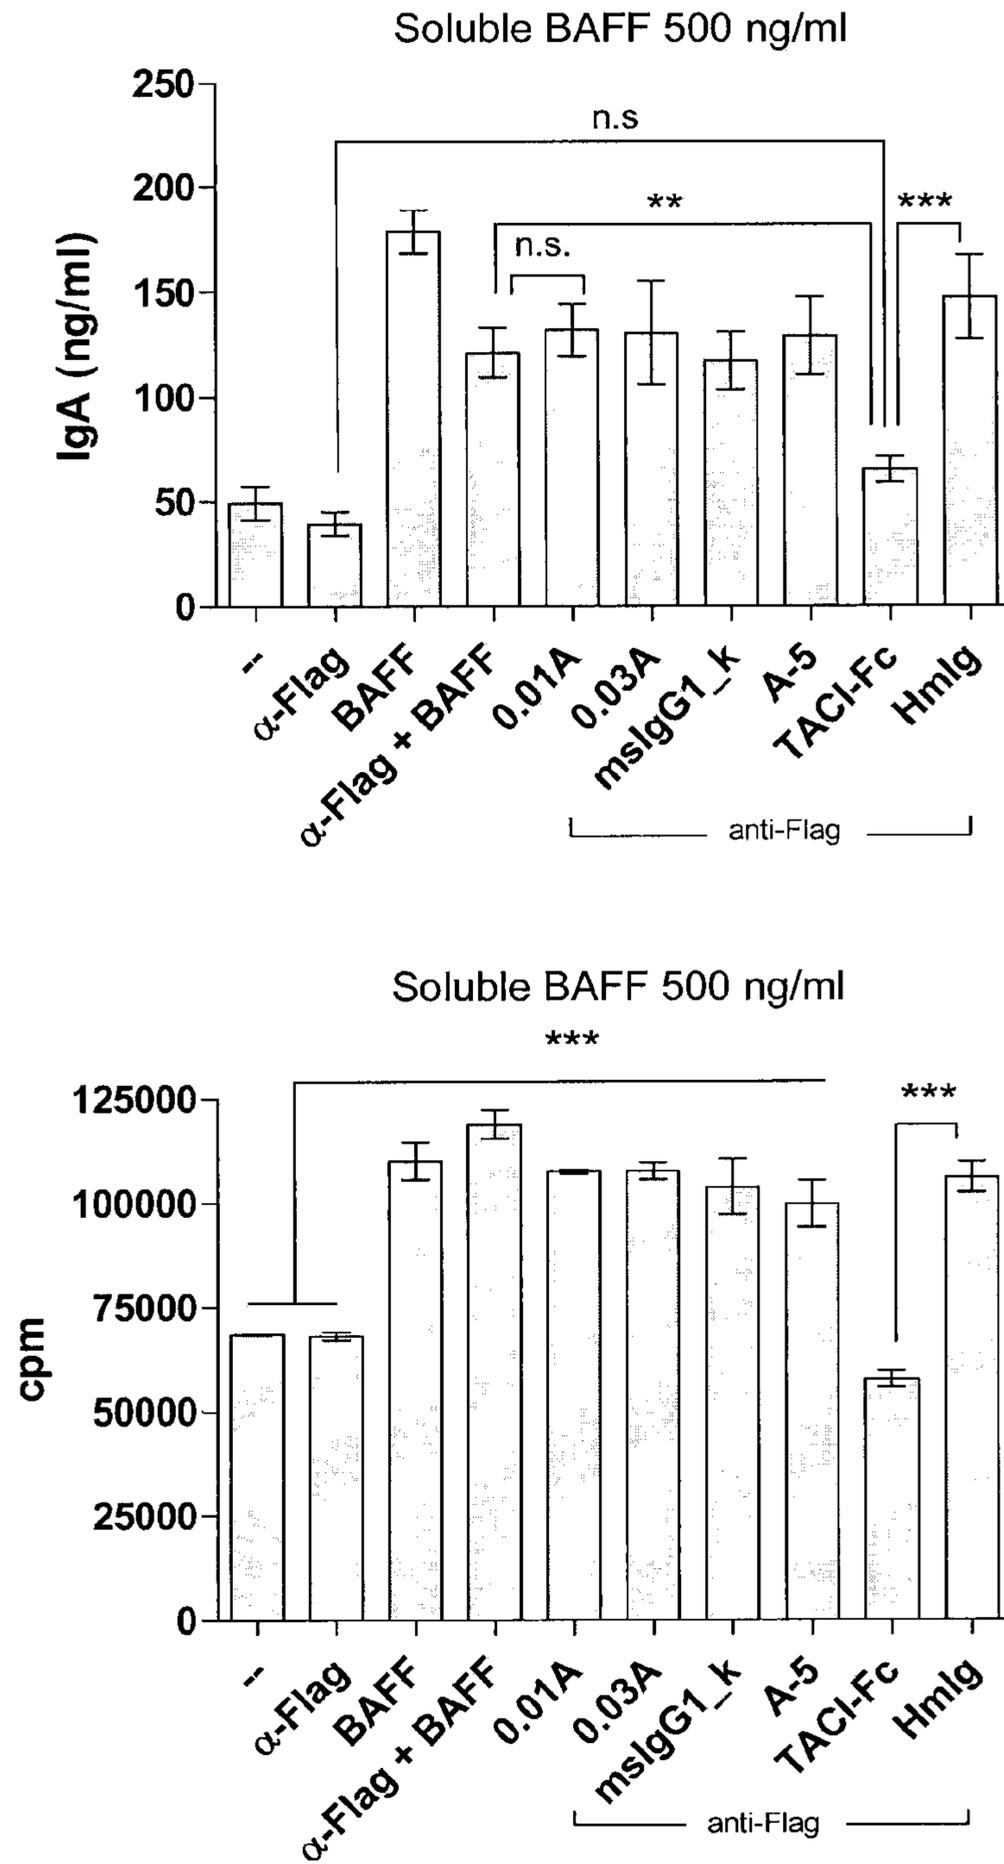 Soluble BAFF 500 ng/ml
250
n.s
200
**
***
n.s.
150
IgA (ng/ml)
100
50
0
--
α-Flag
BAFF
α-Flag + BAFF
0.01A
0.03A
msIgG1_k
A-5
TACI-Fc
HmIg
anti-Flag
Soluble BAFF 500 ng/ml
***
125000
***
100000
75000
cpm
50000
25000
0
--
α-Flag
BAFF
α-Flag + BAFF
0.01A
0.03A
msIgG1_k
A-5
TACI-Fc
HmIg
anti-Flag